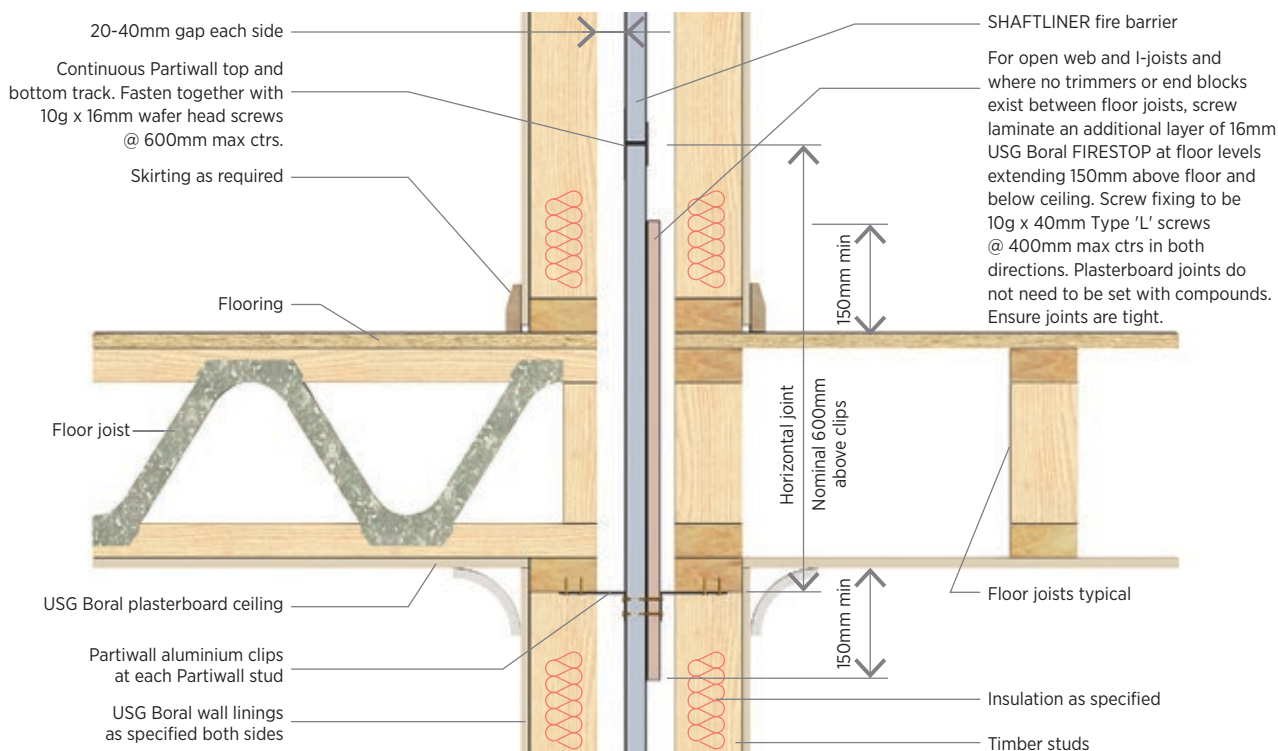 20-40mm gap each side
Continuous Partiwall top and
bottom track. Fasten together with
10g x 16mm wafer head screws
@ 600mm max ctrs.
Skirting as required
Flooring
Floor joist
USG Boral plasterboard ceiling
Partiwall aluminium clips
at each Partiwall stud
USG Boral wall linings
as specified both sides
SHAFTLINER fire barrier
For open web and I-joists and
where no trimmers or end blocks
exist between floor joists, screw
laminate an additional layer of 16mm
USG Boral FIRESTOP at floor levels
extending 150mm above floor and
below ceiling. Screw fixing to be
10g x 40mm Type 'L' screws
@ 400mm max ctrs in both
directions. Plasterboard joints do
not need to be set with compounds.
Ensure joints are tight.
150mm min
Horizontal joint
Nominal 600mm
above clips
150mm min
Floor joists typical
Insulation as specified
Timber studs